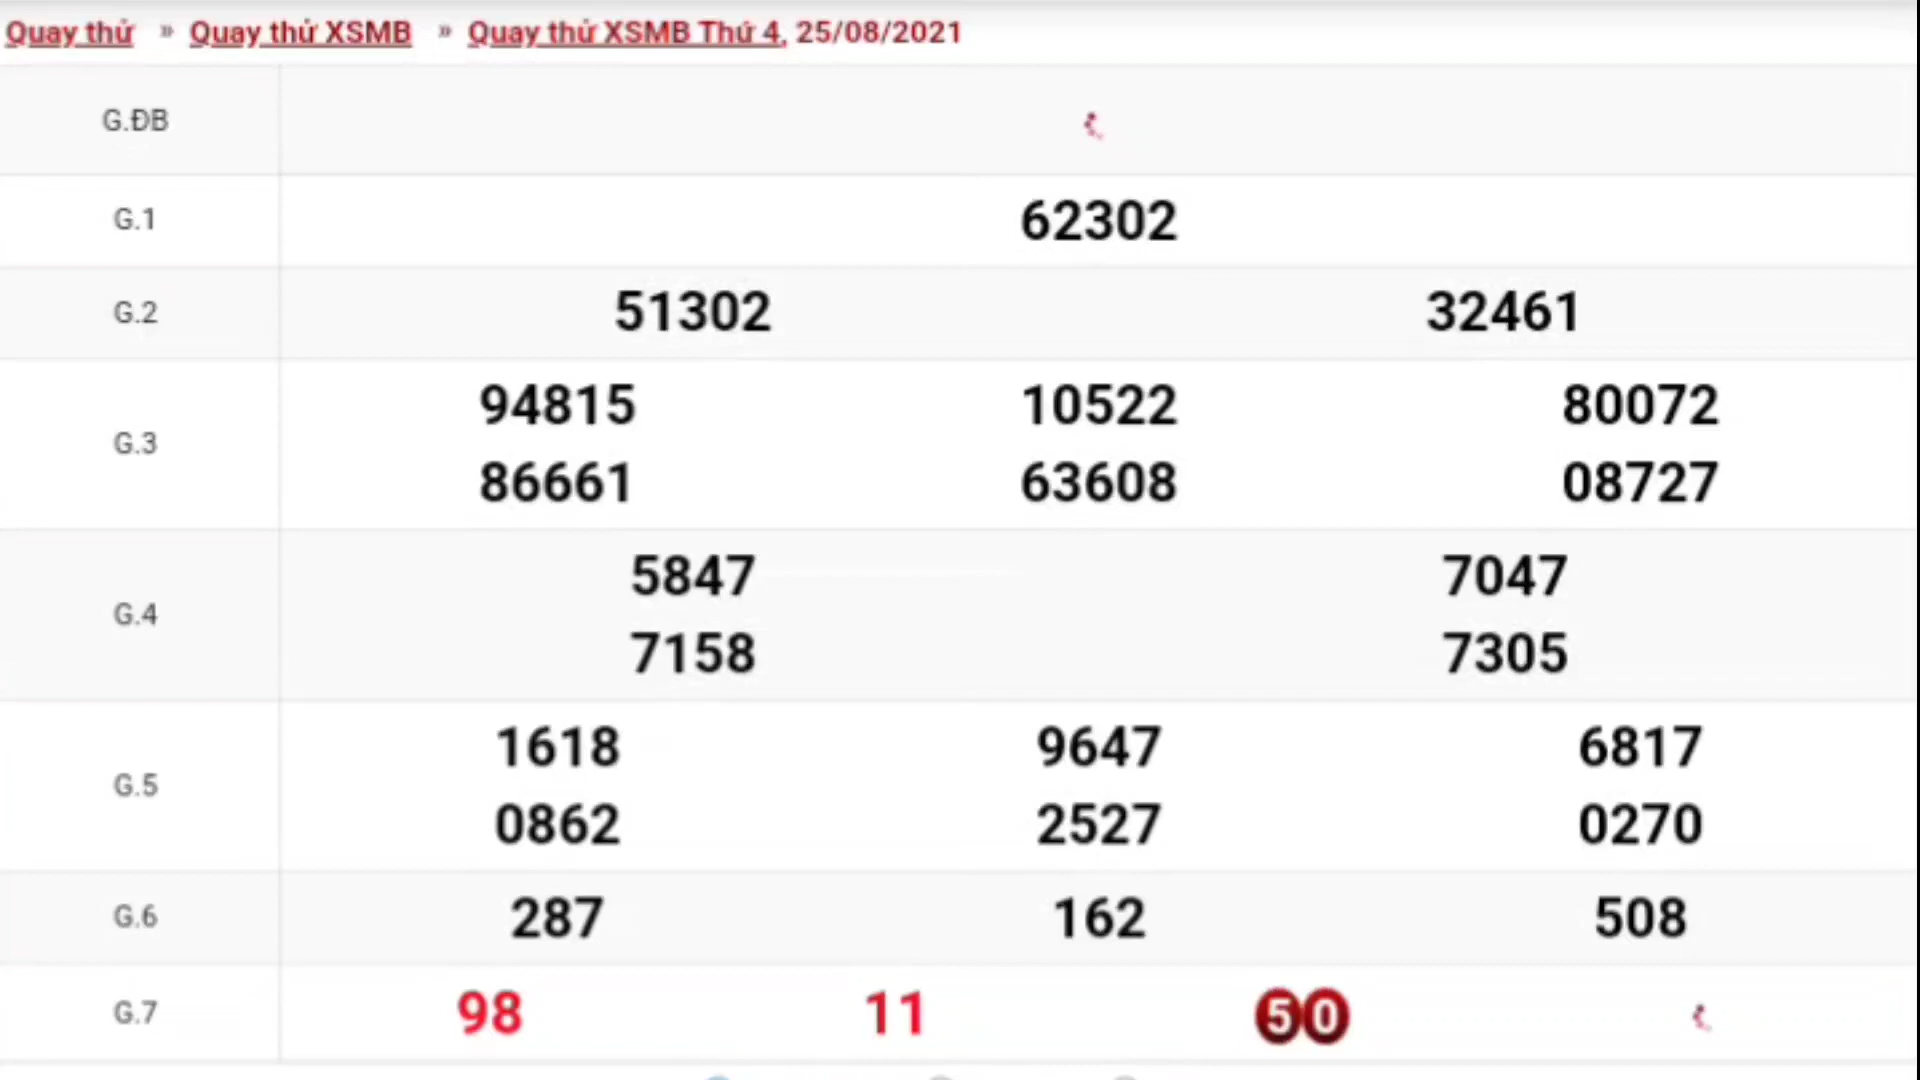 Quay thử » Quay thử XSMB » Quay thử XSMB Thứ 4, 25/08/2021
G.ĐB
G.1 62302
G.2 51302 32461
G.3 94815 10522 80072
86661 63608 08727
G.4 5847 7047
7158 7305
G.5 1618 9647 6817
0862 2527 0270
G.6 287 162 508
G.7 98 11 50